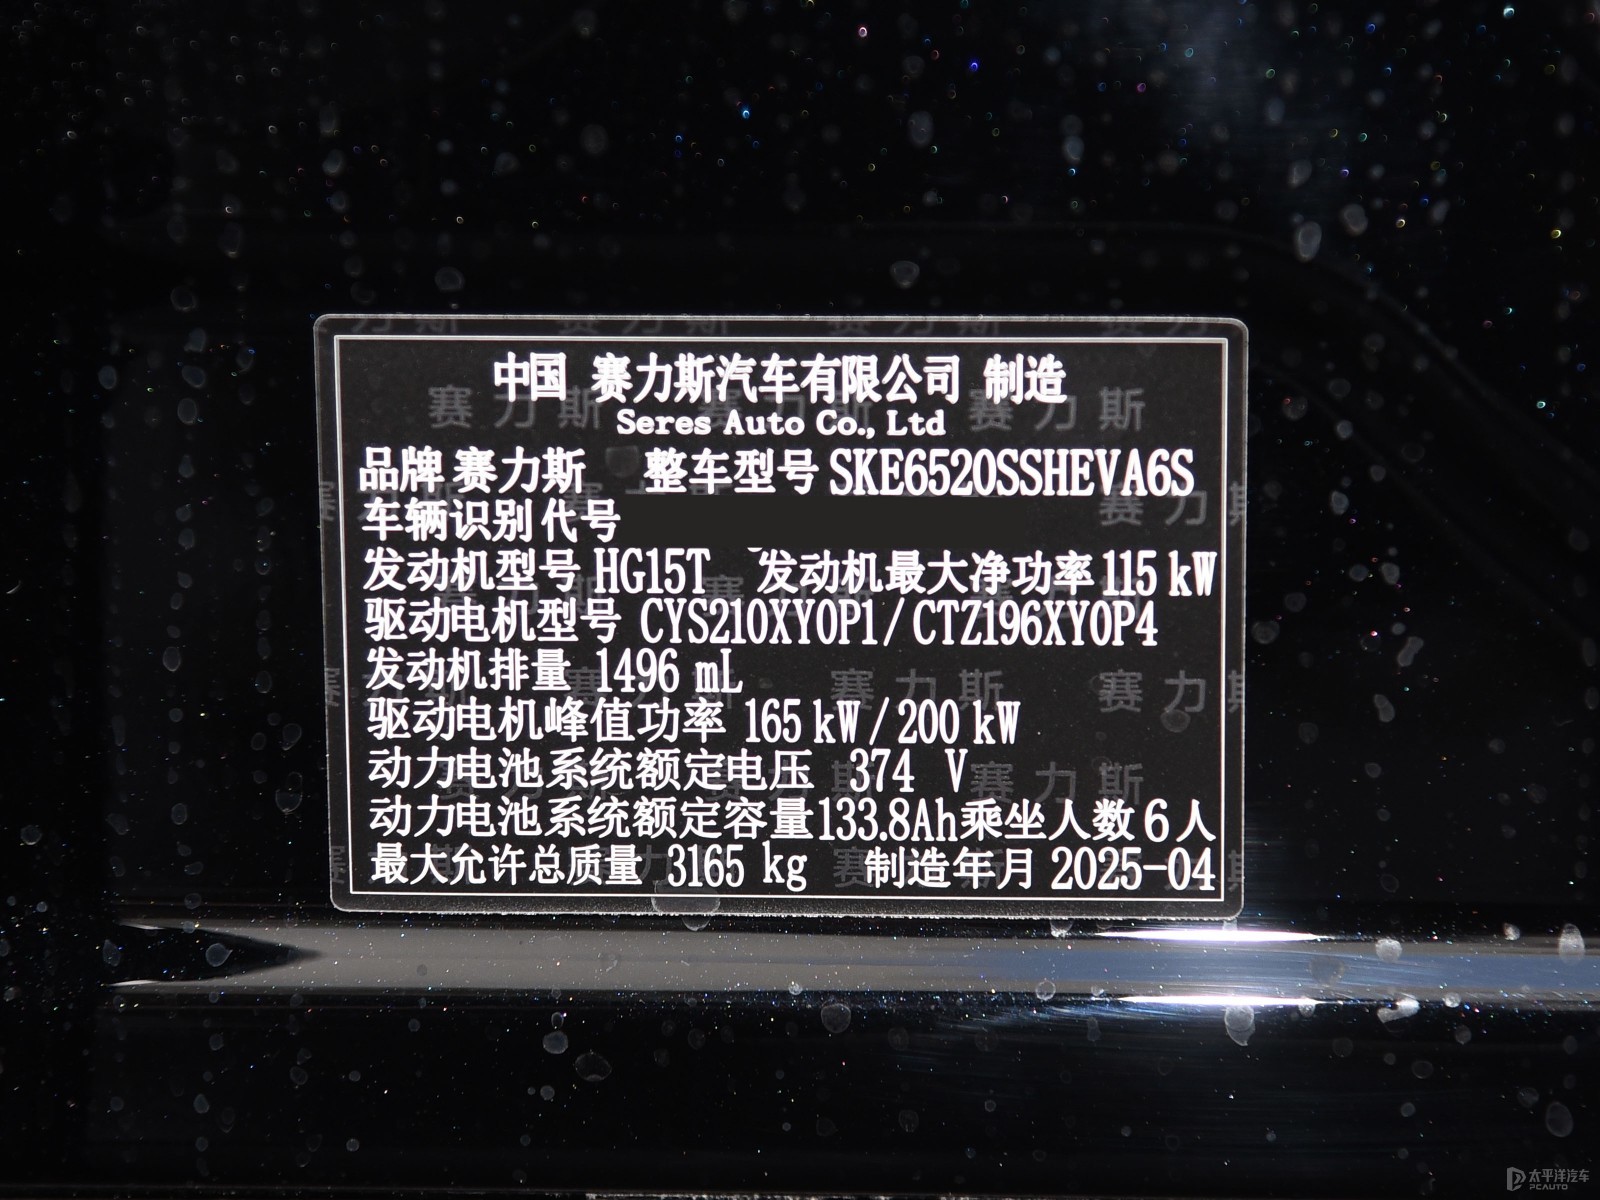 中国 赛力斯汽车有限公司 制造
Seres Auto Co., Ltd
品牌 赛力斯 整车型号 SKE6520SSHEVA6S
车辆识别代号
发动机型号 HG15T 发动机最大净功率 115 kW
驱动电机型号 CYS210XY0P1/CTZ196XY0P4
发动机排量 1496 mL
驱动电机峰值功率 165 kW/200 kW
动力电池系统额定电压 374 V
动力电池系统额定容量 133.8Ah 乘坐人数 6 人
最大允许总质量 3165 kg 制造年月 2025-04
太平洋汽车
PCAUTO